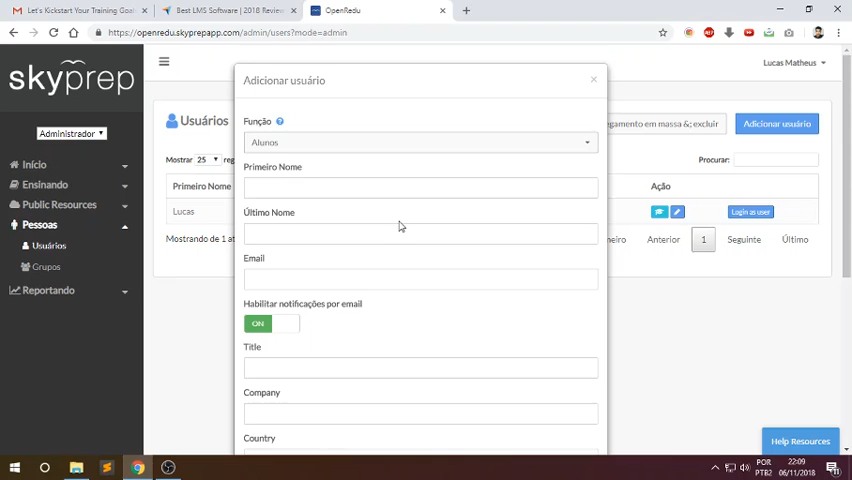 Let's Kickstart Your Training Goal
Best LMS Software | 2018 Review
OpenRedu
https://openredu.skyprepapp.com/admin/users?mode=admin
skyprep
Lucas Matheus
Administrador
Início
Ensinando
Public Resources
Pessoas
Usuários
Grupos
Reportando
Usuários
egamento em massa &; excluir
Adicionar usuário
Mostrar 25 reg
Procurar:
Primeiro Nome
Ação
Lucas
Login as user
Mostrando de 1 at
neiro
Anterior
1
Seguinte
Último
Adicionar usuário
×
Função ?
Alunos
Primeiro Nome
Último Nome
Email
Habilitar notificações por email
ON
Title
Company
Country
Help Resources
POR
PTB2
22:09
06/11/2018